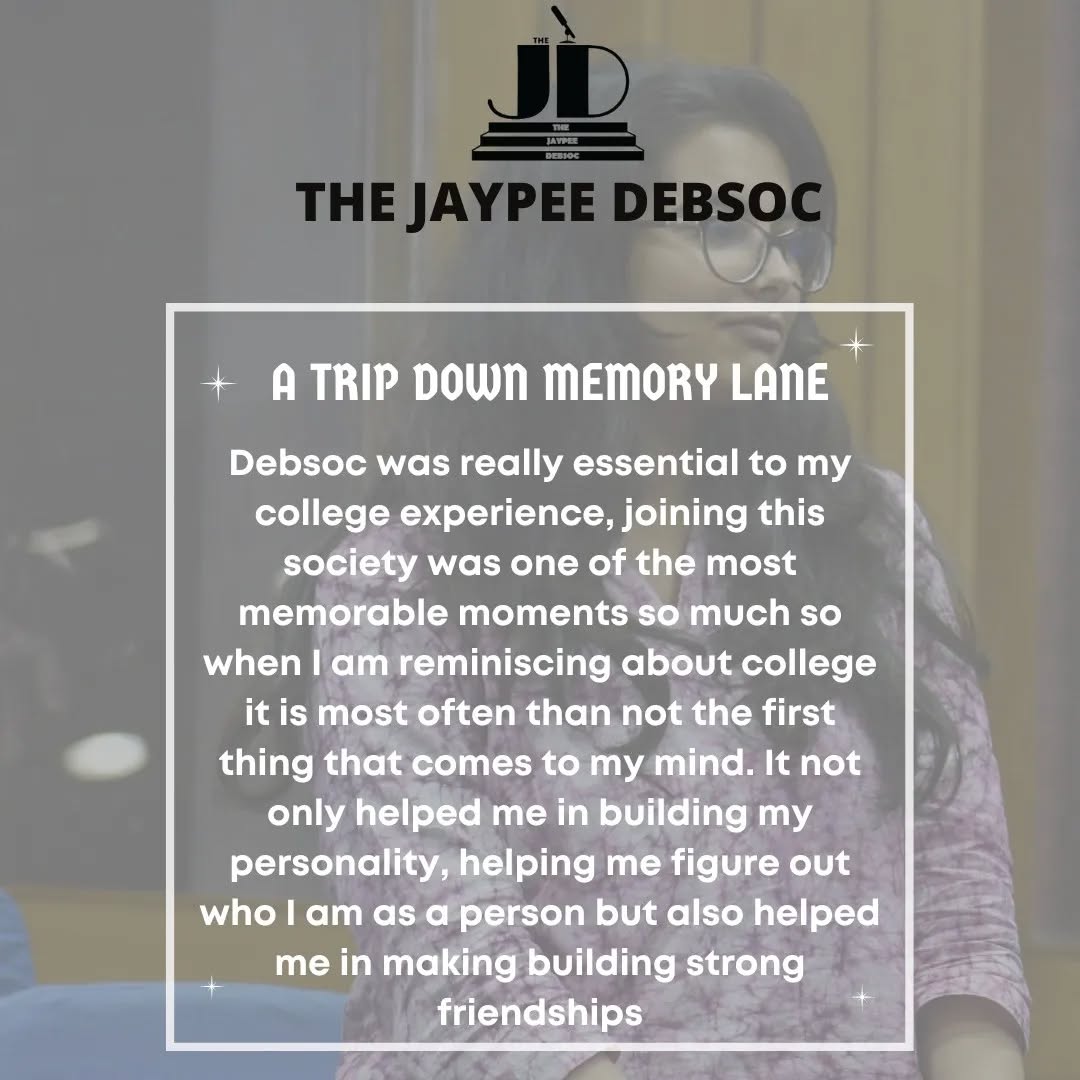 THE
JD
THE
JAYPEE
DEBSOC
THE JAYPEE DEBSOC
A TRIP DOWN MEMORY LANE
Debsoc was really essential to my
college experience, joining this
society was one of the most
memorable moments so much so
when I am reminiscing about college
it is most often than not the first
thing that comes to my mind. It not
only helped me in building my
personality, helping me figure out
who I am as a person but also helped
me in making building strong
friendships